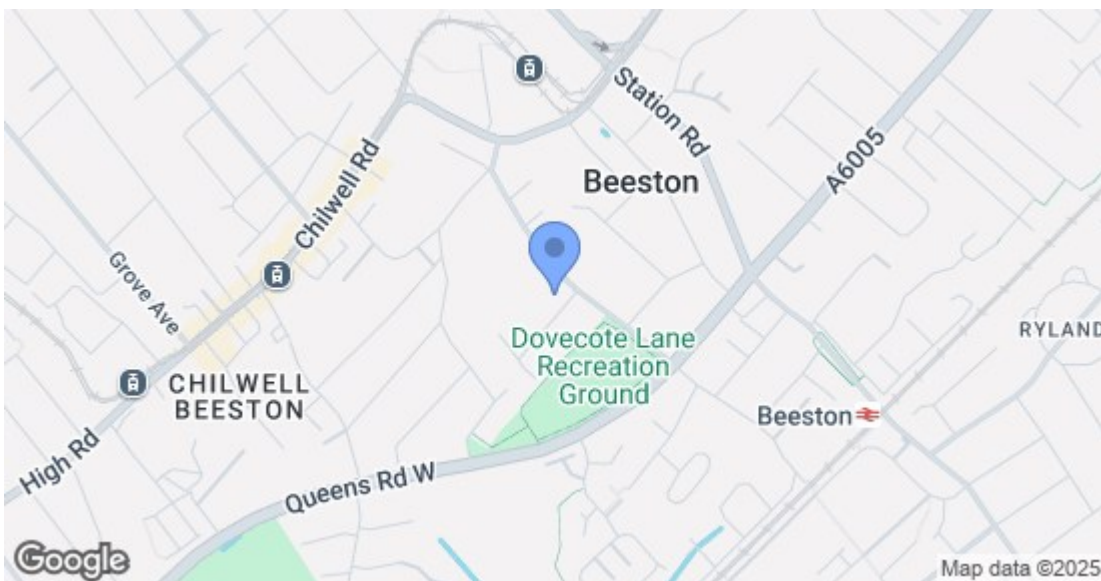 Station Rd
Beeston
A6005
Chilwell Rd
Grove Ave
Dovecote Lane
Recreation
Ground
RYLAND
CHILWELL
BEESTON
Beeston
High Rd
Queens Rd W
Google
Map data ©2025